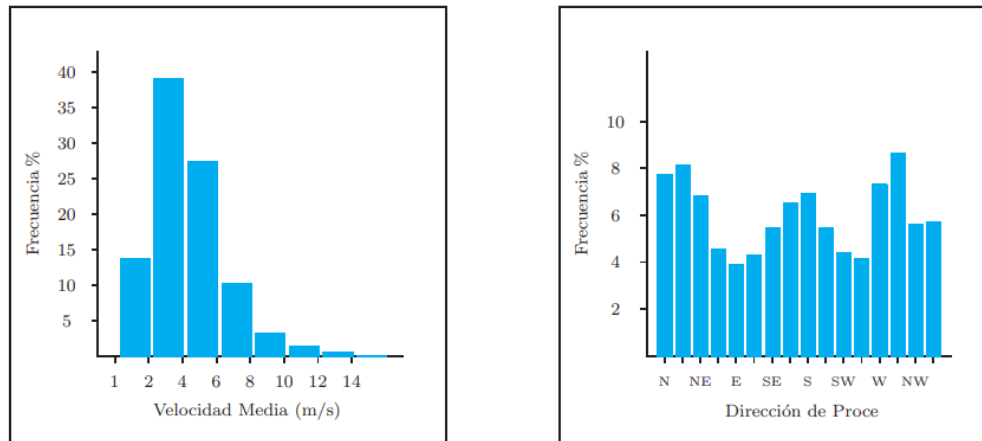 40
35
30
25
20
15
10
5
Frecuencia %
1 2 4 6 8 10 12 14
Velocidad Media (m/s)
10
8
6
4
2
Frecuencia %
N NE E SE S SW W NW
Dirección de Proce